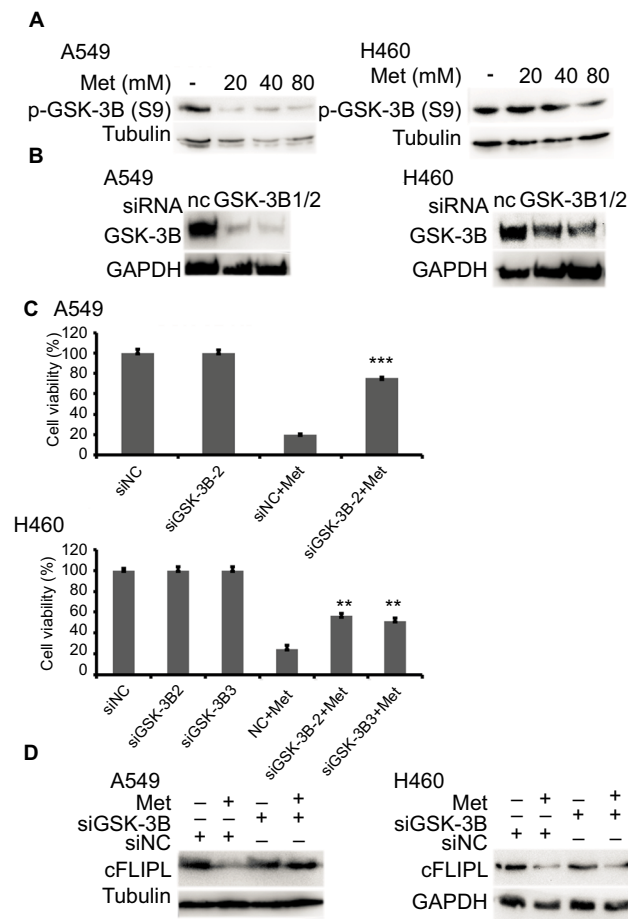 A
A549
Met (mM) - 20 40 80
p-GSK-3B (S9)
Tubulin
H460
Met (mM) - 20 40 80
p-GSK-3B (S9)
Tubulin
B
A549
siRNA nc GSK-3B1/2
GSK-3B
GAPDH
H460
siRNA nc GSK-3B1/2
GSK-3B
GAPDH
C
A549
Cell viability (%)
120
100
80
60
40
20
0
***
siNC
siGSK-3B-2
siNC+Met
siGSK-3B-2+Met
H460
Cell viability (%)
120
100
80
60
40
20
0
**
**
siNC
siGSK-3B2
siGSK-3B3
NC+Met
siGSK-3B-2+Met
siGSK-3B3+Met
D
A549
Met – + – +
siGSK-3B – – + +
siNC + + – –
cFLIPL
Tubulin
H460
Met – + – +
siGSK-3B – – + +
siNC + + – –
cFLIPL
GAPDH